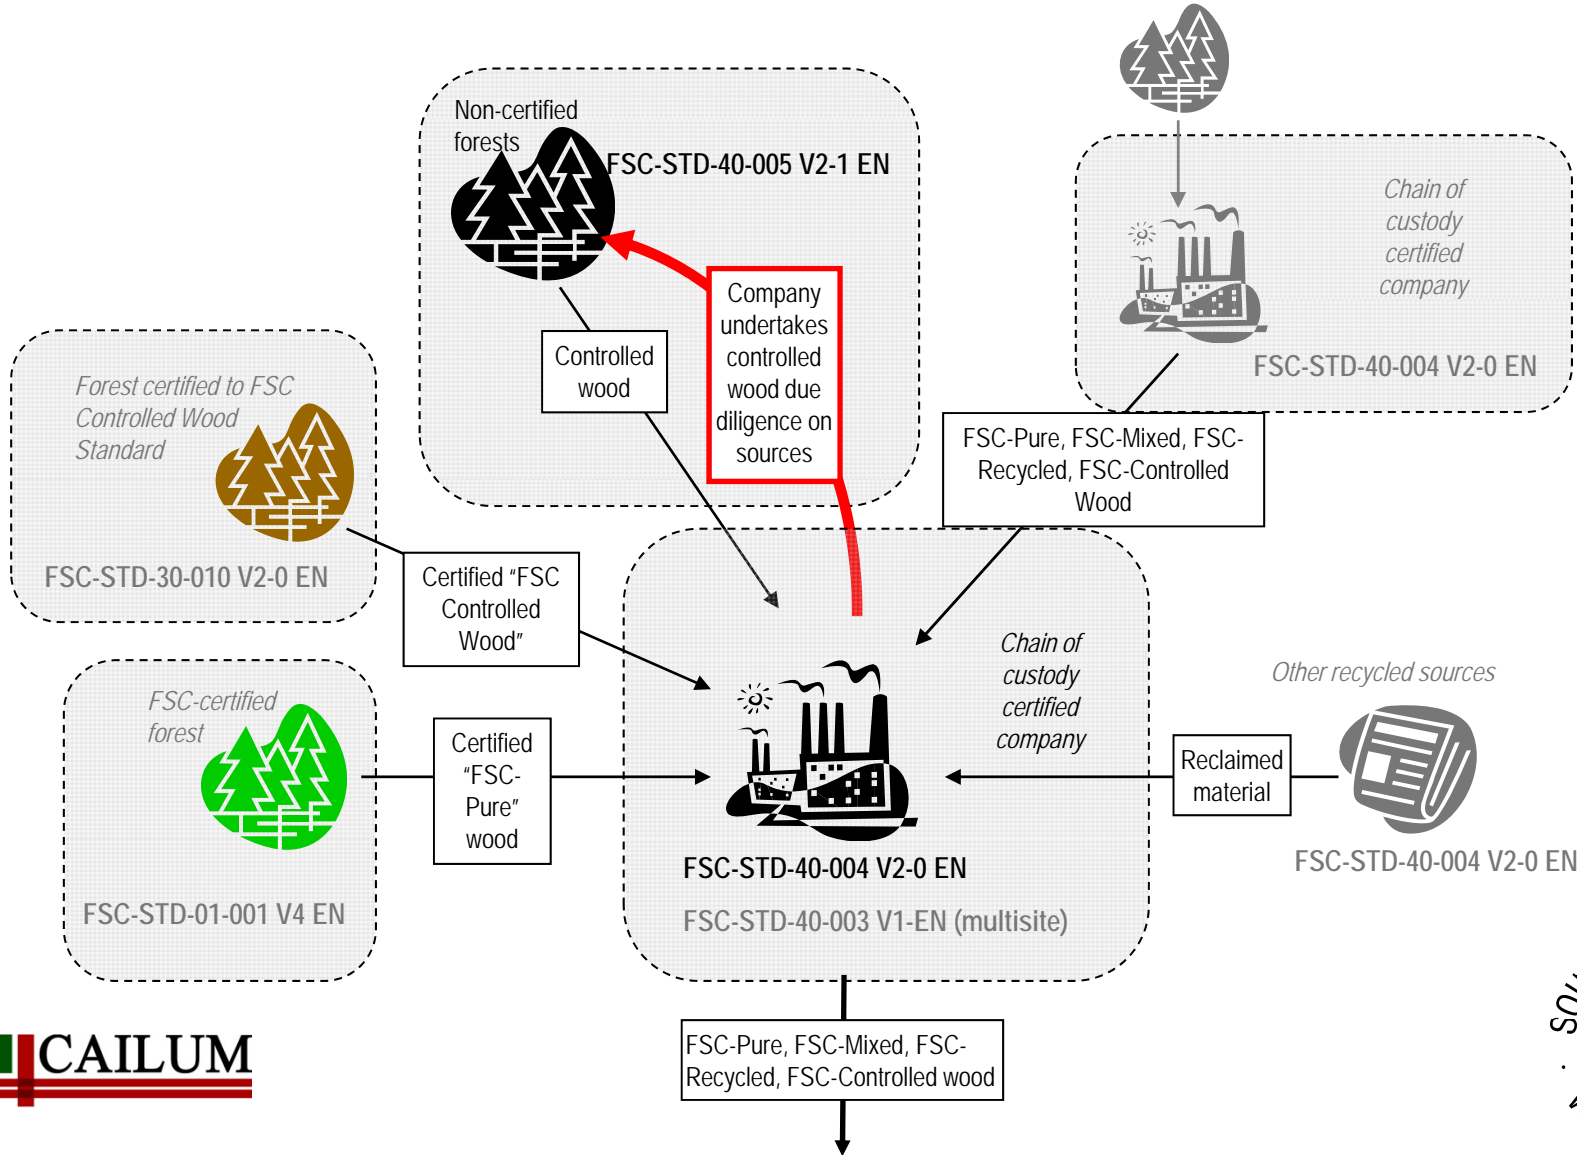 Non-certified
forests
FSC-STD-40-005 V2-1 EN
Chain of
custody
certified
company
FSC-STD-40-004 V2-0 EN
Company
undertakes
controlled
wood due
diligence on
sources
Controlled
wood
Forest certified to FSC
Controlled Wood
Standard
FSC-STD-30-010 V2-0 EN
FSC-Pure, FSC-Mixed, FSC-
Recycled, FSC-Controlled
Wood
Certified “FSC
Controlled
Wood”
Chain of
custody
certified
company
FSC-certified
forest
FSC-STD-01-001 V4 EN
Certified
“FSC-
Pure”
wood
Other recycled sources
Reclaimed
material
FSC-STD-40-004 V2-0 EN
FSC-STD-40-004 V2-0 EN
FSC-STD-40-003 V1-EN (multisite)
FSC-Pure, FSC-Mixed, FSC-
Recycled, FSC-Controlled wood
CAILUM